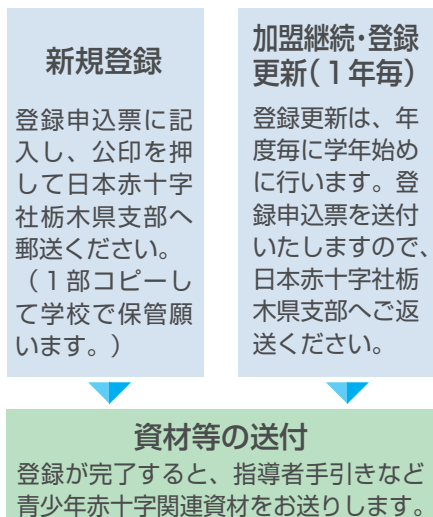 新規登録
登録申込票に記
入し、公印を押
して日本赤十字
社栃木県支部へ
郵送ください。
（１部コピーし
て学校で保管願
います。）
加盟継続・登録
更新（１年毎）
登録更新は、年
度毎に学年始め
に行います。登
録申込票を送付
いたしますので、
日本赤十字社栃
木県支部へご返
送ください。
資材等の送付
登録が完了すると、指導者手引きなど
青少年赤十字関連資材をお送りします。